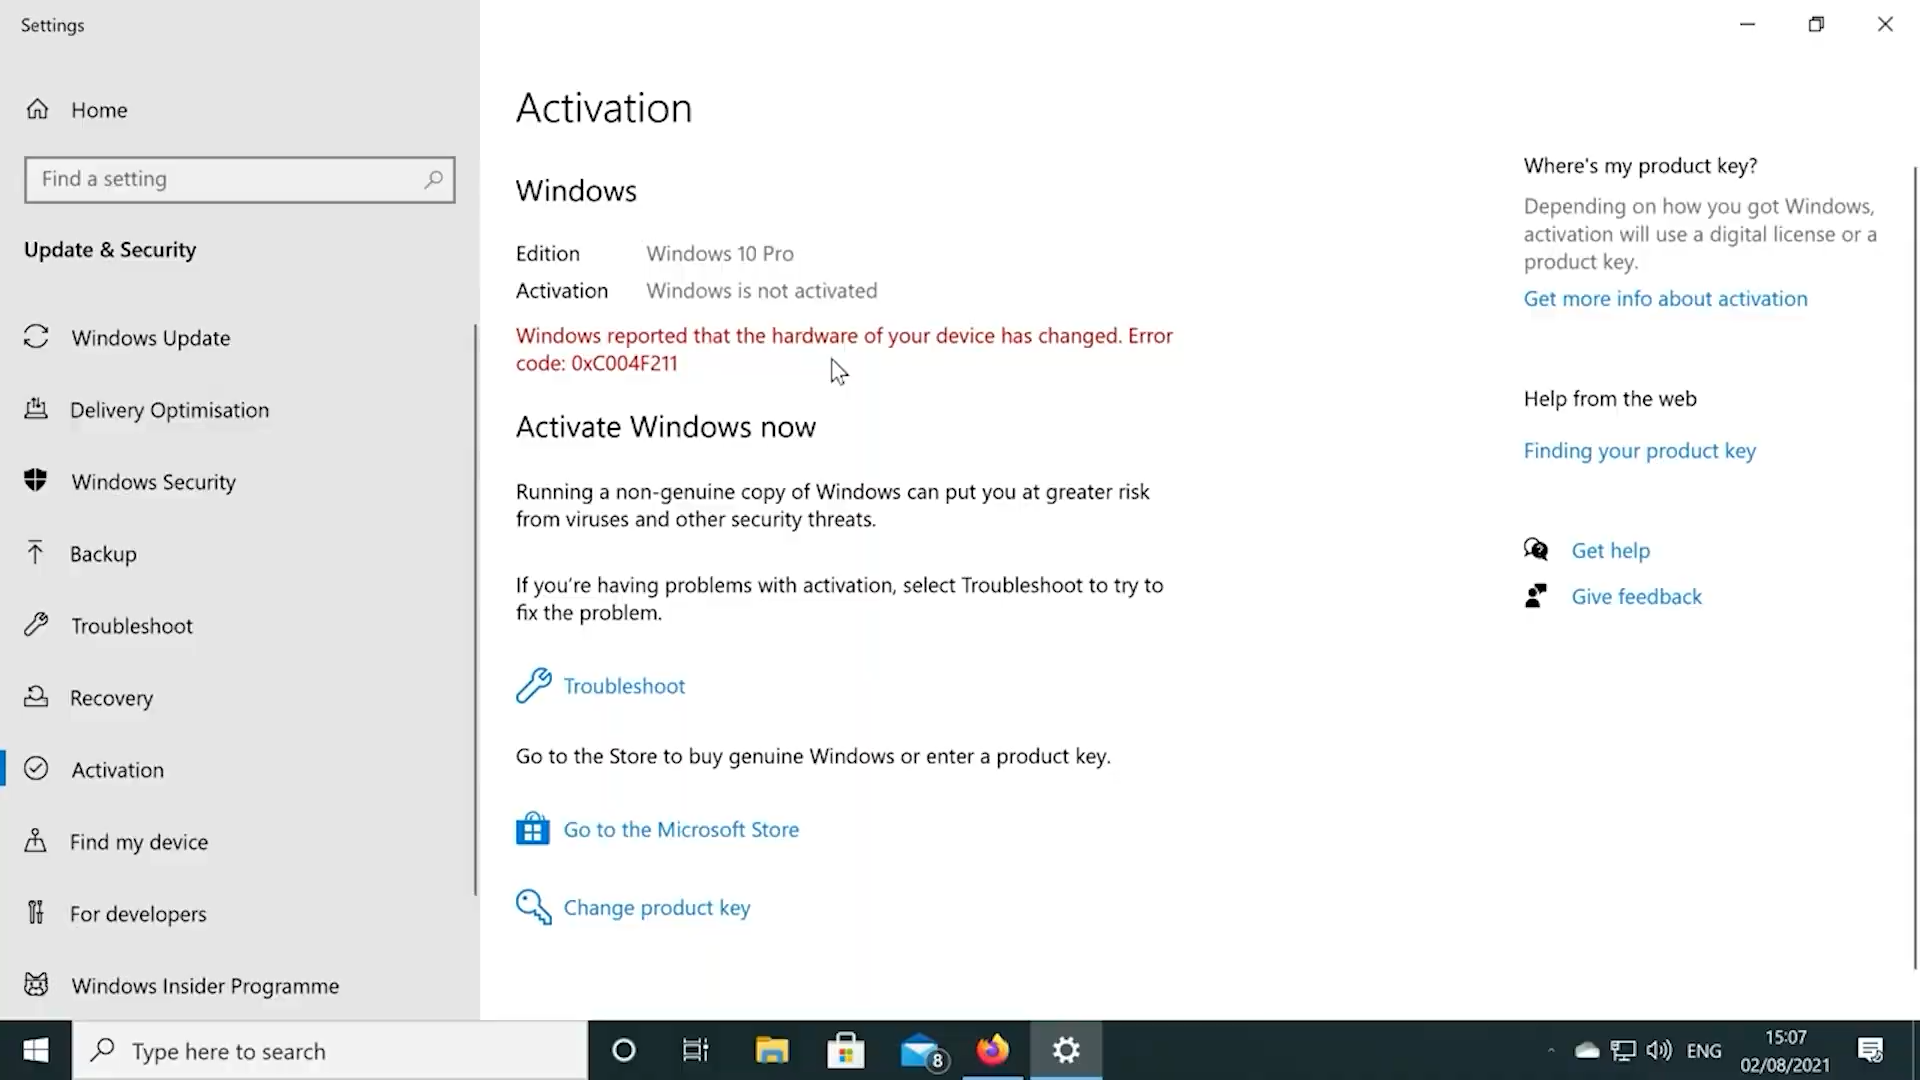 Settings
Home
Find a setting
Update & Security
Windows Update
Delivery Optimisation
Windows Security
Backup
Troubleshoot
Recovery
Activation
Find my device
For developers
Windows Insider Programme
Activation
Windows
Edition Windows 10 Pro
Activation Windows is not activated
Windows reported that the hardware of your device has changed. Error
code: 0xC004F211
Activate Windows now
Running a non-genuine copy of Windows can put you at greater risk
from viruses and other security threats.
If you're having problems with activation, select Troubleshoot to try to
fix the problem.
Troubleshoot
Go to the Store to buy genuine Windows or enter a product key.
Go to the Microsoft Store
Change product key
Where's my product key?
Depending on how you got Windows,
activation will use a digital license or a
product key.
Get more info about activation
Help from the web
Finding your product key
Get help
Give feedback
Type here to search
8
ENG
15:07
02/08/2021